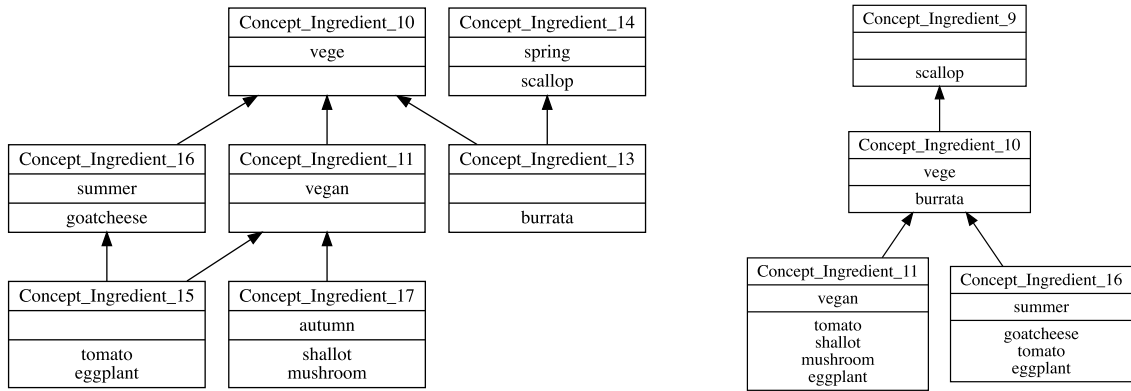 Concept_Ingredient_10
vege
Concept_Ingredient_14
spring
scallop
Concept_Ingredient_16
summer
goatcheese
Concept_Ingredient_11
vegan
Concept_Ingredient_13
burrata
Concept_Ingredient_15
tomato
eggplant
Concept_Ingredient_17
autumn
shallot
mushroom
Concept_Ingredient_9
scallop
Concept_Ingredient_10
vege
burrata
Concept_Ingredient_11
vegan
tomato
shallot
mushroom
eggplant
Concept_Ingredient_16
summer
goatcheese
tomato
eggplant